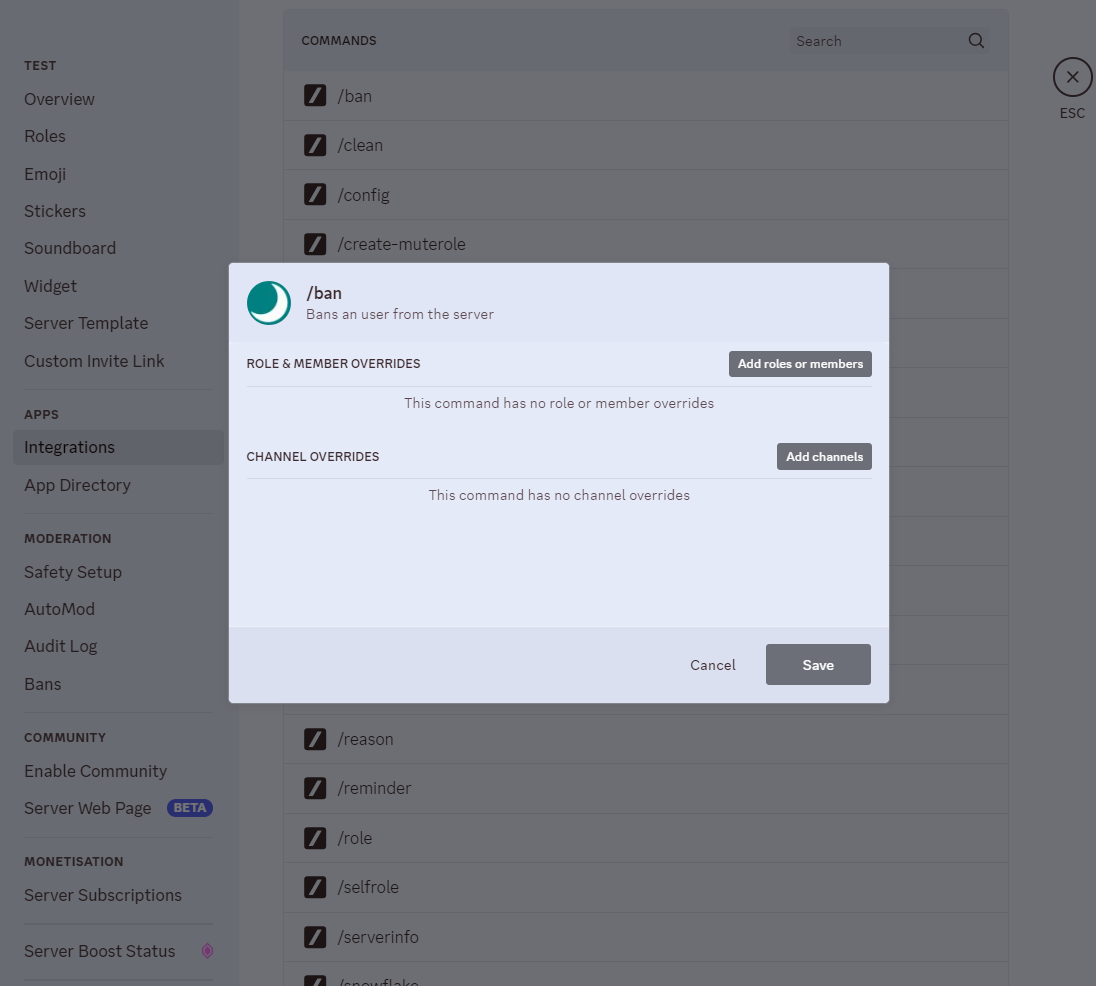 TEST
Overview
Roles
Emoji
Stickers
Soundboard
Widget
Server Template
Custom Invite Link
APPS
Integrations
App Directory
MODERATION
Safety Setup
AutoMod
Audit Log
Bans
COMMUNITY
Enable Community
Server Web Page BETA
MONETISATION
Server Subscriptions
Server Boost Status
COMMANDS
Search
ESC
/ban
/clean
/config
/create-muterole
/ban
Bans an user from the server
ROLE & MEMBER OVERRIDES
Add roles or members
This command has no role or member overrides
CHANNEL OVERRIDES
Add channels
This command has no channel overrides
Cancel
Save
/reason
/reminder
/role
/selfrole
/serverinfo
/snowflake